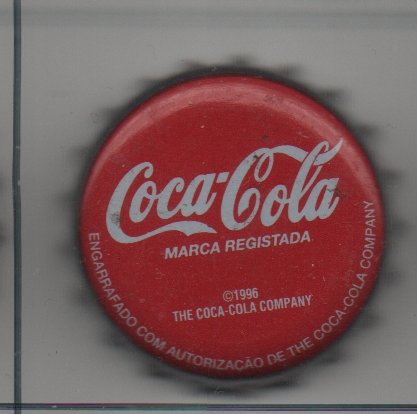 Coca-Cola
MARCA REGISTADA
©1996
THE COCA-COLA COMPANY
ENGARRAFADO COM AUTORIZAÇÃO DE THE COCA-COLA COMPANY